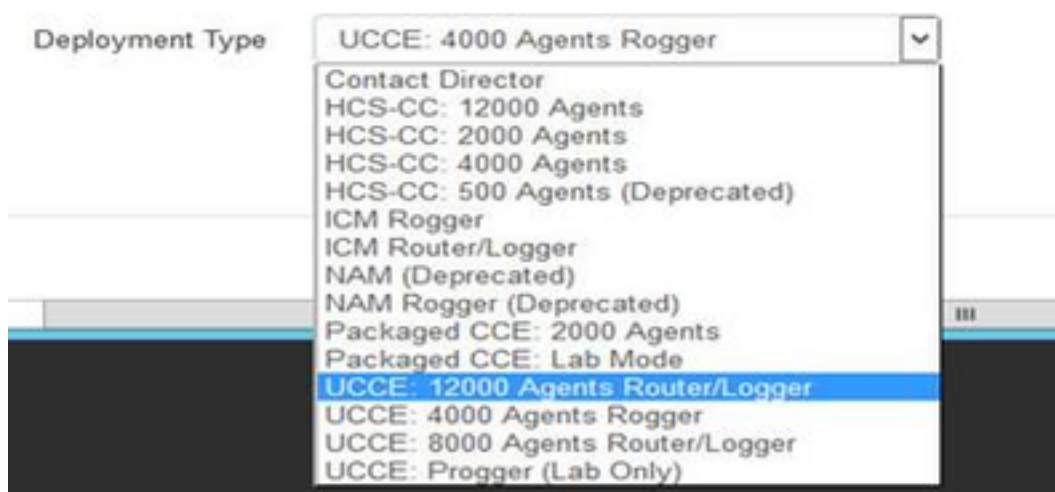 Deployment Type
UCCE: 4000 Agents Rogger
Contact Director
HCS-CC: 12000 Agents
HCS-CC: 2000 Agents
HCS-CC: 4000 Agents
HCS-CC: 500 Agents (Deprecated)
ICM Rogger
ICM Router/Logger
NAM (Deprecated)
NAM Rogger (Deprecated)
Packaged CCE: 2000 Agents
Packaged CCE: Lab Mode
UCCE: 12000 Agents Router/Logger
UCCE: 4000 Agents Rogger
UCCE: 8000 Agents Router/Logger
UCCE: Progger (Lab Only)